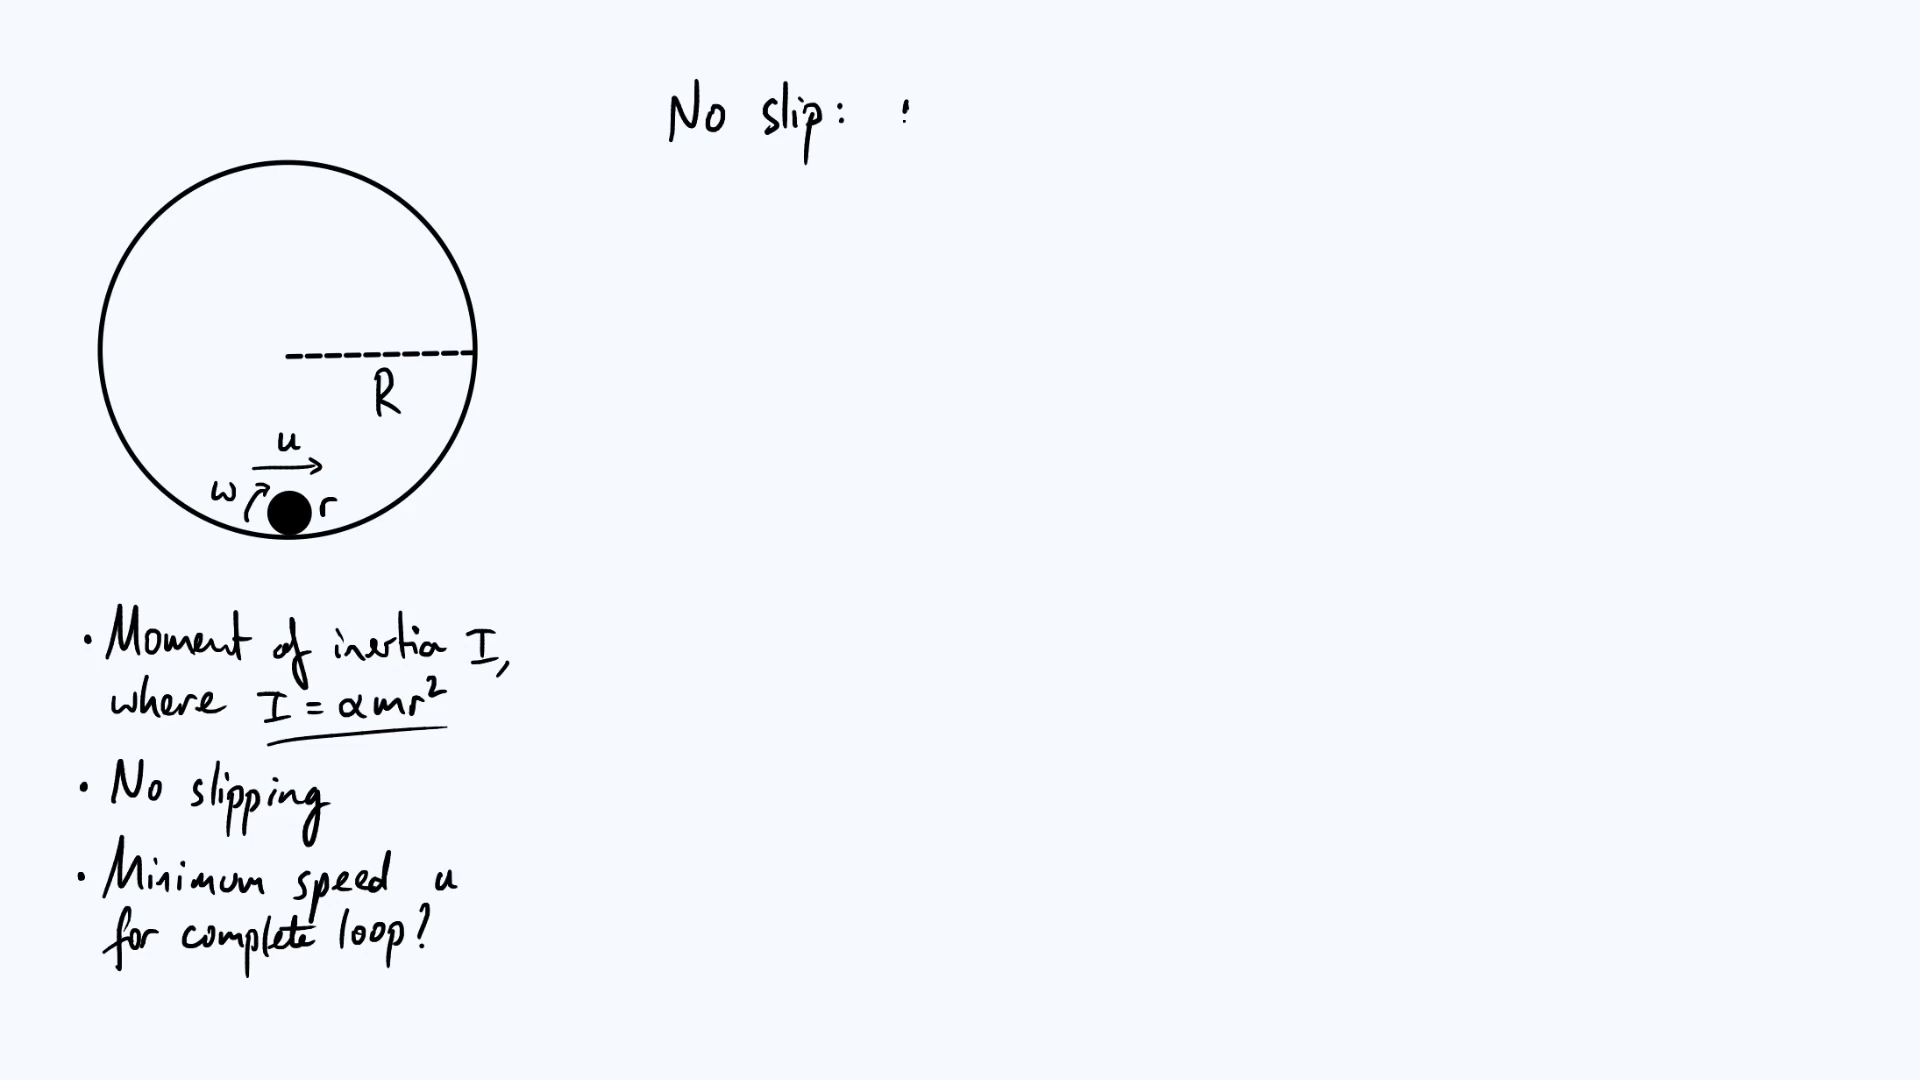 No slip:
R
u
ω r
• Moment of inertia I,
where I = αmr²
• No slipping
• Minimum speed u
for complete loop?